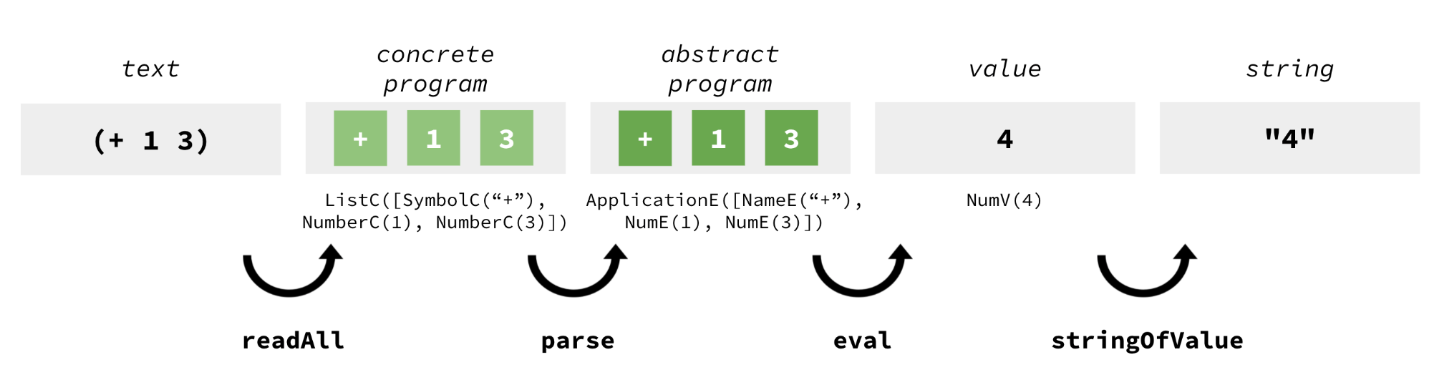 text
(+ 1 3)
concrete
program
+ 1 3
ListC([SymbolC(“+”),
NumberC(1), NumberC(3)])
abstract
program
+ 1 3
ApplicationE([NameE(“+”),
NumE(1), NumE(3)])
value
4
NumV(4)
string
"4"
readAll
parse
eval
stringOfValue